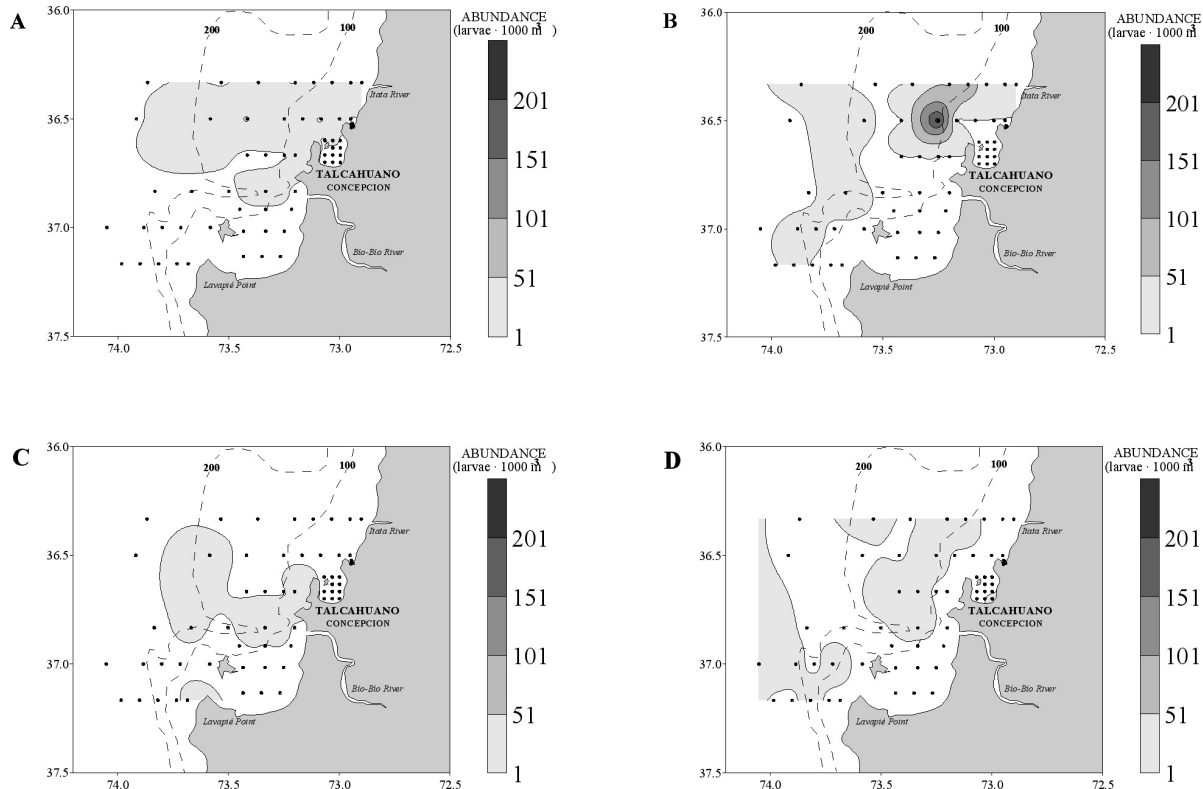 A
36.0
36.5
37.0
37.5
74.0
73.5
73.0
72.5
200
100
Itata River
TALCAHUANO
CONCEPCION
Bio-Bio River
Lavapié Point
ABUNDANCE
(larvae · 1000 m³)
201
151
101
51
1
B
36.0
36.5
37.0
37.5
74.0
73.5
73.0
72.5
200
100
Itata River
TALCAHUANO
CONCEPCION
Bio-Bio River
Lavapié Point
ABUNDANCE
(larvae · 1000 m³)
201
151
101
51
1
C
36.0
36.5
37.0
37.5
74.0
73.5
73.0
72.5
200
100
Itata River
TALCAHUANO
CONCEPCION
Bio-Bio River
Lavapié Point
ABUNDANCE
(larvae · 1000 m³)
201
151
101
51
1
D
36.0
36.5
37.0
37.5
74.0
73.5
73.0
72.5
200
100
Itata River
TALCAHUANO
CONCEPCION
Bio-Bio River
Lavapié Point
ABUNDANCE
(larvae · 1000 m³)
201
151
101
51
1